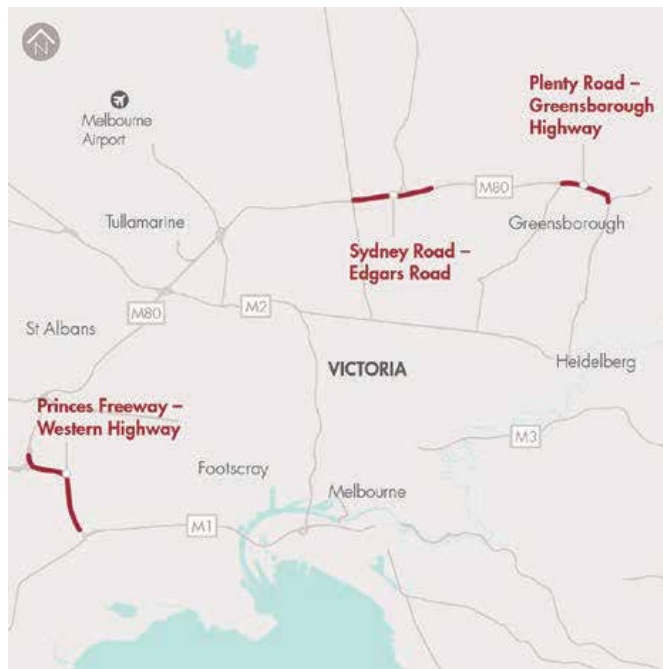 N
Plenty Road –
Greensborough
Highway
Melbourne
Airport
M80
Tullamarine
Greensborough
Sydney Road –
Edgars Road
M80
M2
St Albans
VICTORIA
Heidelberg
Princes Freeway –
Western Highway
M3
Footscray
Melbourne
M1